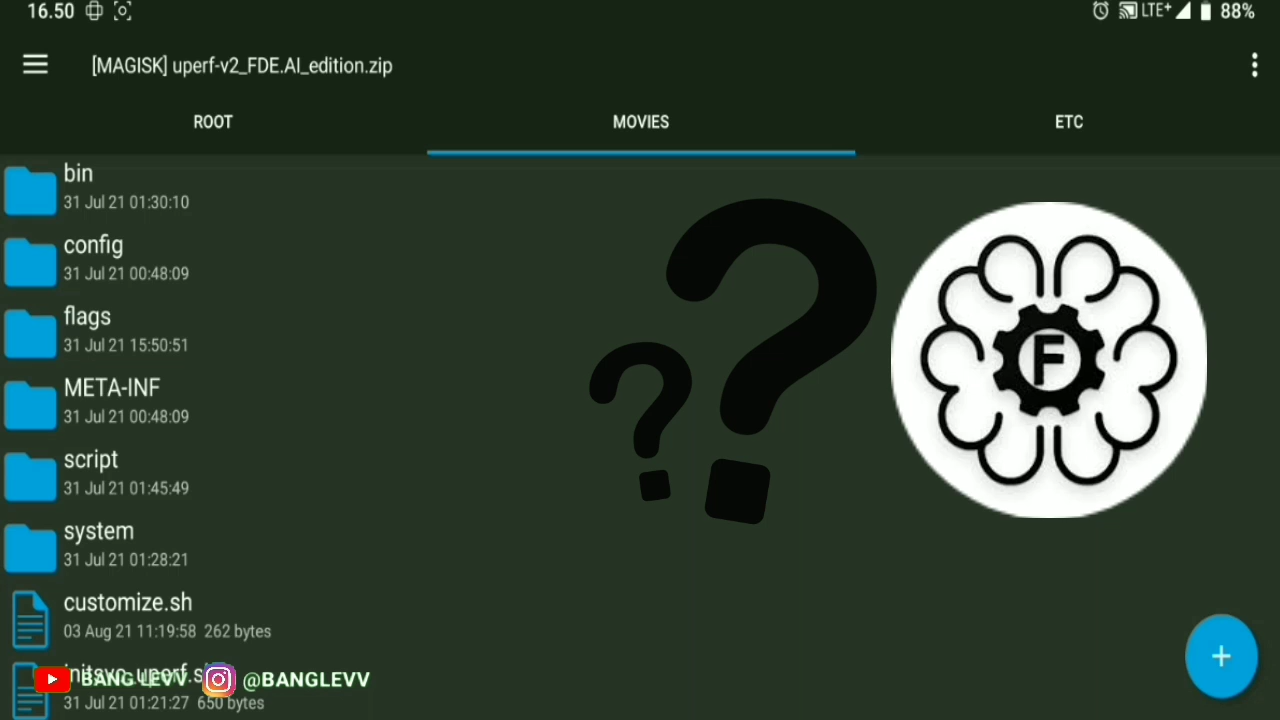 16.50 LTE+ 88%
[MAGISK] uperf-v2_FDE.AI_edition.zip
ROOT MOVIES ETC
bin
31 Jul 21 01:30:10
config
31 Jul 21 00:48:09
flags
31 Jul 21 15:50:51
META-INF
31 Jul 21 00:48:09
script
31 Jul 21 01:45:49
system
31 Jul 21 01:28:21
customize.sh
03 Aug 21 11:19:58 262 bytes
BANG LEVV @BANGLEVV
31 Jul 21 01:21:27 650 bytes
? ?
F
+